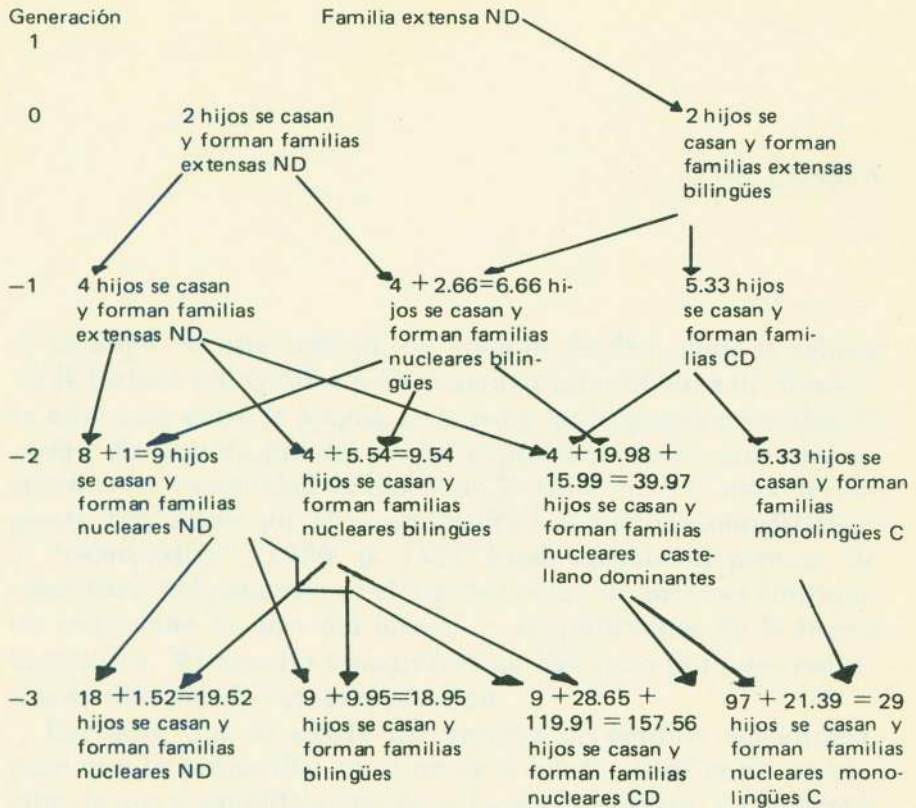 Generación
Familia extensa ND
1
0
2 hijos se casan
y forman familias
extensas ND
2 hijos se
casan y forman
familias extensas
bilingües
−1
4 hijos se casan
y forman familias
extensas ND
4 + 2.66=6.66 hi-
jos se casan y
forman familias
nucleares bilin-
gües
5.33 hijos
se casan y
forman fami-
lias CD
−2
8 + 1=9 hijos
se casan y
forman familias
nucleares ND
4 + 5.54=9.54
hijos se casan y
forman familias
nucleares bilingües
4 + 19.98 +
15.99 = 39.97
hijos se casan y
forman familias
nucleares caste-
llano dominantes
5.33 hijos se
casan y forman
familias
monolingües C
−3
18 +1.52=19.52
hijos se casan y
forman familias
nucleares ND
9 +9.95=18.95
hijos se casan y
forman familias
bilingües
9 +28.65 +
119.91 = 157.56
hijos se casan y
forman familias
nucleares CD
97 + 21.39 = 29
hijos se casan y
forman familias
nucleares mono-
lingües C